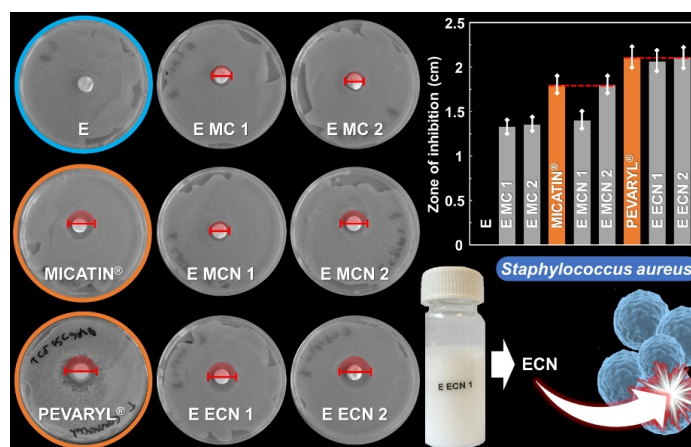 E
E MC 1
E MC 2
MICATIN®
E MCN 1
E MCN 2
PEVARYL®
E ECN 1
E ECN 2
Zone of inhibition (cm)
2.5
2
1.5
1
0.5
0
E
E MC 1
E MC 2
MICATIN®
E MCN 1
E MCN 2
PEVARYL®
E ECN 1
E ECN 2
Staphylococcus aureus
E ECN 1
ECN